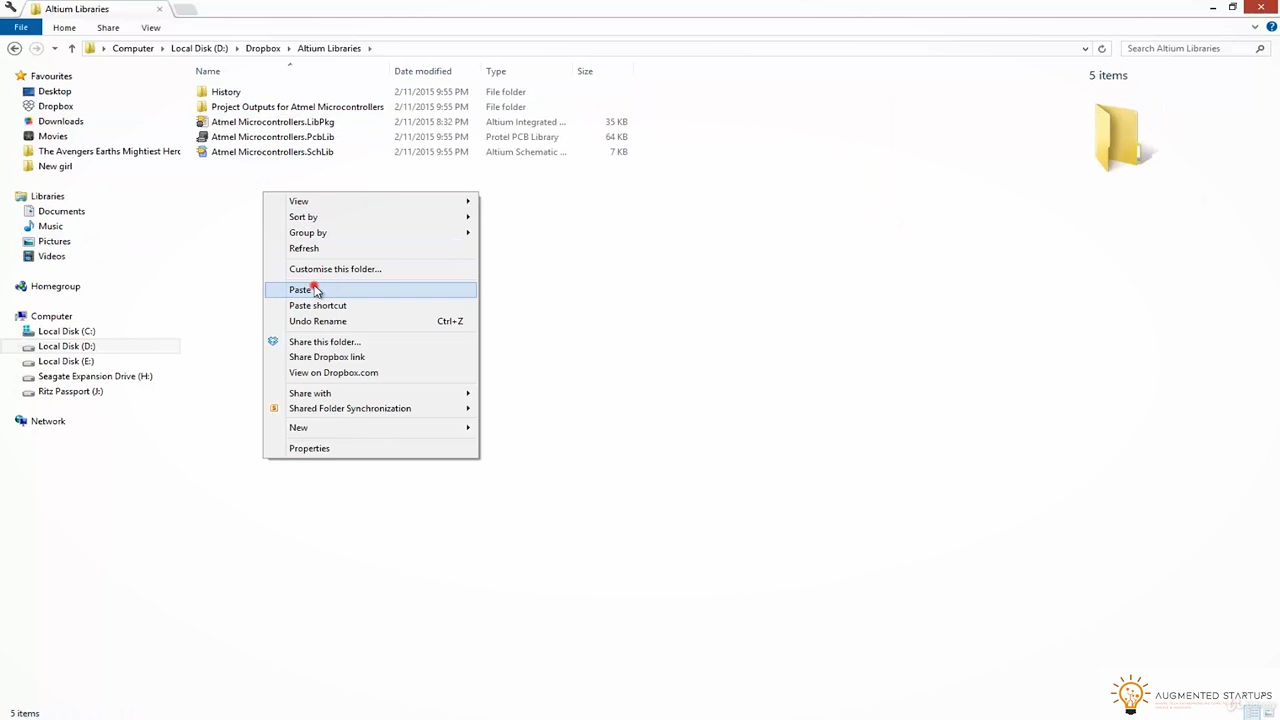 Altium Libraries
File Home Share View
Computer Local Disk (D:) Dropbox Altium Libraries
Search Altium Libraries
Name Date modified Type Size
History 2/11/2015 9:55 PM File folder
Project Outputs for Atmel Microcontrollers 2/11/2015 9:55 PM File folder
Atmel Microcontrollers.LibPkg 2/11/2015 8:32 PM Altium Integrated ... 35 KB
Atmel Microcontrollers.PcbLib 2/11/2015 9:55 PM Protel PCB Library 64 KB
Atmel Microcontrollers.SchLib 2/11/2015 9:55 PM Altium Schematic ... 7 KB
5 items
Favourites
Desktop
Dropbox
Downloads
Movies
The Avengers Earths Mightiest Herc
New girl
Libraries
Documents
Music
Pictures
Videos
Homegroup
Computer
Local Disk (C:)
Local Disk (D:)
Local Disk (E:)
Seagate Expansion Drive (H:)
Ritz Passport (J:)
Network
View
Sort by
Group by
Refresh
Customise this folder...
Paste
Paste shortcut
Undo Rename Ctrl+Z
Share this folder...
Share Dropbox link
View on Dropbox.com
Share with
Shared Folder Synchronization
New
Properties
5 items
AUGMENTED STARTUPS